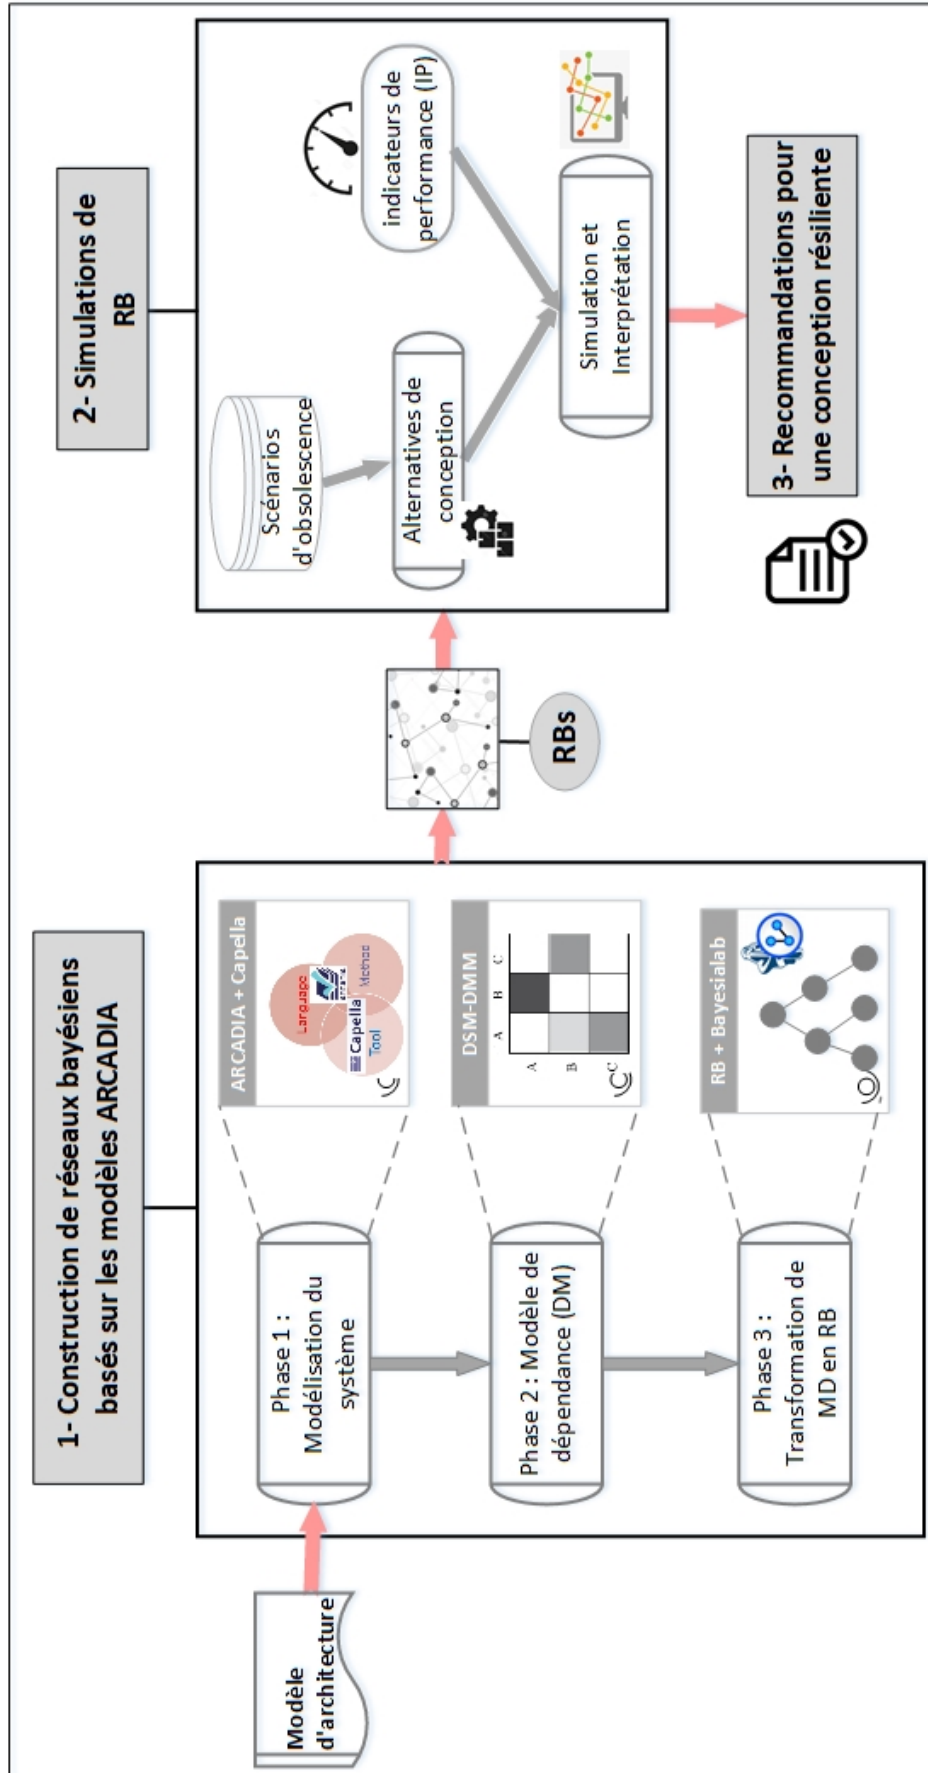 1- Construction de réseaux bayésiens
basés sur les modèles ARCADIA
Modèle
d'architecture
Phase 1 :
Modélisation du
système
ARCADIA + Capella
Language
Method
Capella
Tool
Phase 2 : Modèle de
dépendance (DM)
DSM-DMM
A
B
C
A
B
C
Phase 3 :
Transformation de
MD en RB
RB + Bayesialab
RBs
2- Simulations de
RB
Scénarios
d'obsolescence
indicateurs de
performance (IP)
Alternatives de
conception
Simulation et
Interprétation
3- Recommandations pour
une conception résiliente